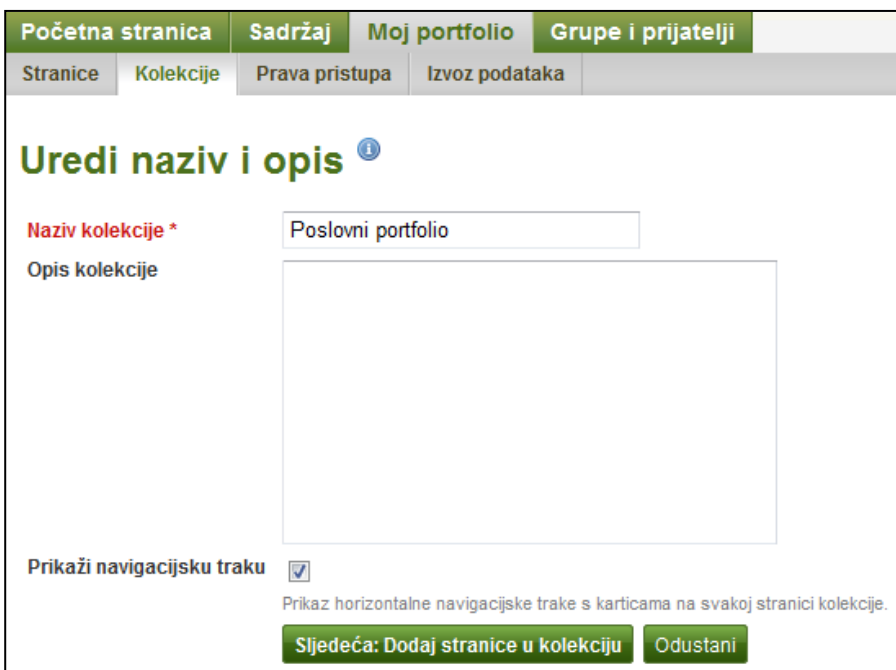 Početna stranica Sadržaj Moj portfolio Grupe i prijatelji
Stranice Kolekcije Prava pristupa Izvoz podataka
Uredi naziv i opis
Naziv kolekcije * Poslovni portfolio
Opis kolekcije
Prikaži navigacijsku traku
Prikaz horizontalne navigacijske trake s karticama na svakoj stranici kolekcije.
Sljedeća: Dodaj stranice u kolekciju Odustani